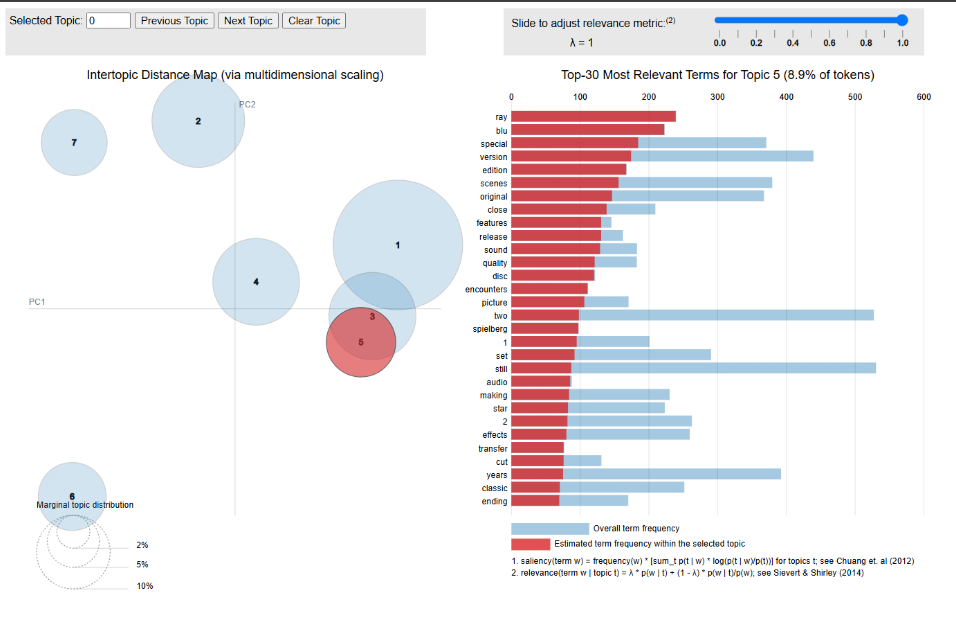 Selected Topic: 0 Previous Topic Next Topic Clear Topic
Slide to adjust relevance metric:(2)
λ = 1
0.0 0.2 0.4 0.6 0.8 1.0
Intertopic Distance Map (via multidimensional scaling)
PC2
2
7
1
4
PC1
3
5
6
Marginal topic distribution
2%
5%
10%
Top-30 Most Relevant Terms for Topic 5 (8.9% of tokens)
0 100 200 300 400 500 600
ray
blu
special
version
edition
scenes
original
close
features
release
sound
quality
disc
encounters
picture
two
spielberg
1
set
still
audio
making
star
2
effects
transfer
cut
years
classic
ending
Overall term frequency
Estimated term frequency within the selected topic
1. saliency(term w) = frequency(w) * [sum_t p(t | w) * log(p(t | w)/p(t))] for topics t; see Chuang et. al (2012)
2. relevance(term w | topic t) = λ * p(w | t) + (1 - λ) * p(w | t)/p(w); see Sievert & Shirley (2014)